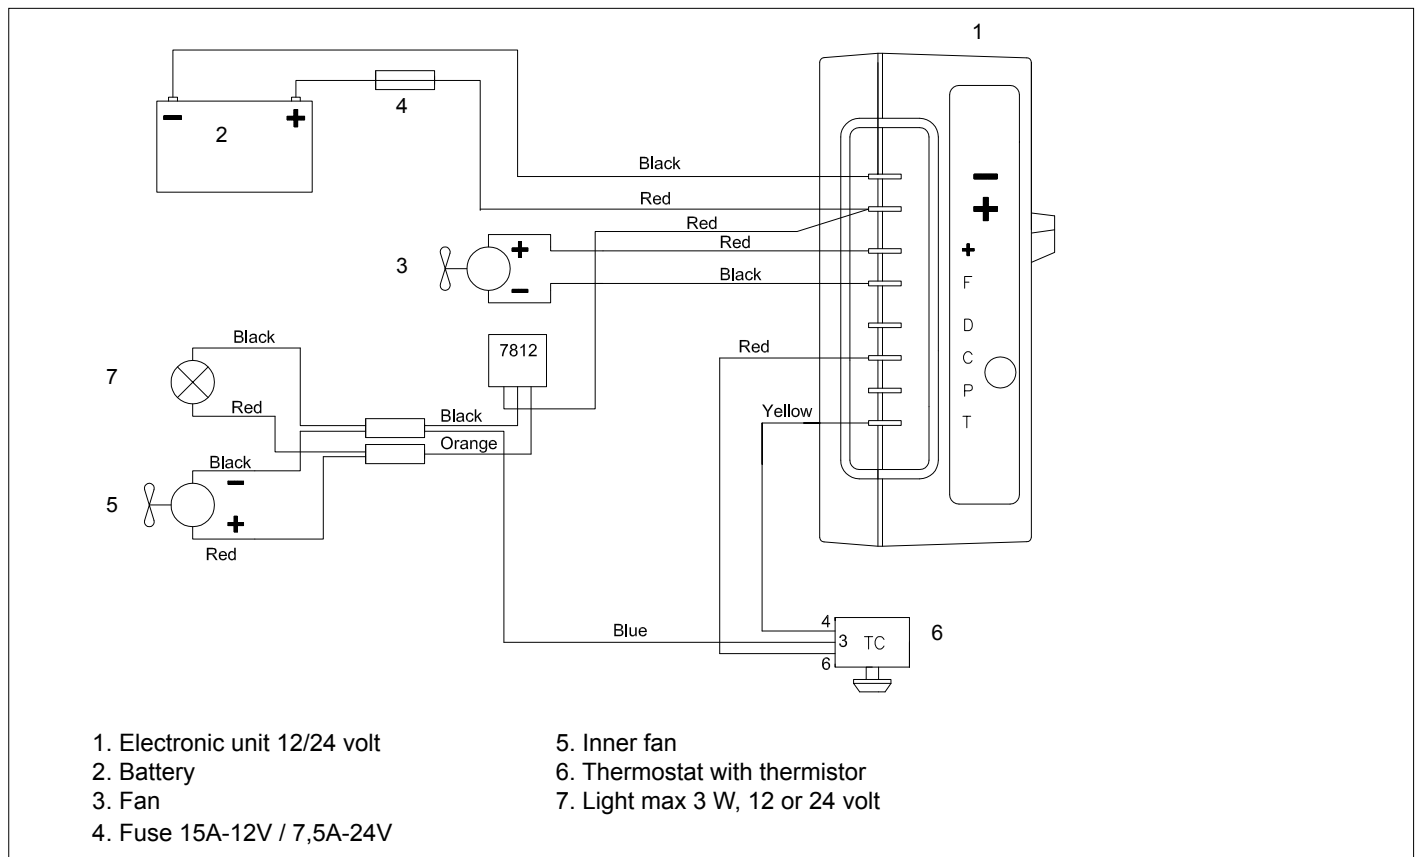 1
4
2
Black
Red
Red
Red
3
Black
F
D
Black
7812
Red
C
7
P
Red
Black
Yellow
T
Orange
Black
5
Red
4
Blue
3
TC
6
6
1. Electronic unit 12/24 volt
2. Battery
3. Fan
4. Fuse 15A-12V / 7,5A-24V
5. Inner fan
6. Thermostat with thermistor
7. Light max 3 W, 12 or 24 volt